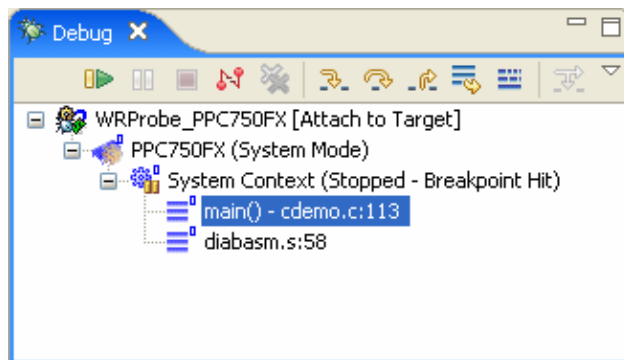 Debug
WRProbe_PPC750FX [Attach to Target]
PPC750FX (System Mode)
System Context (Stopped - Breakpoint Hit)
main() - cdemo.c:113
diabasm.s:58